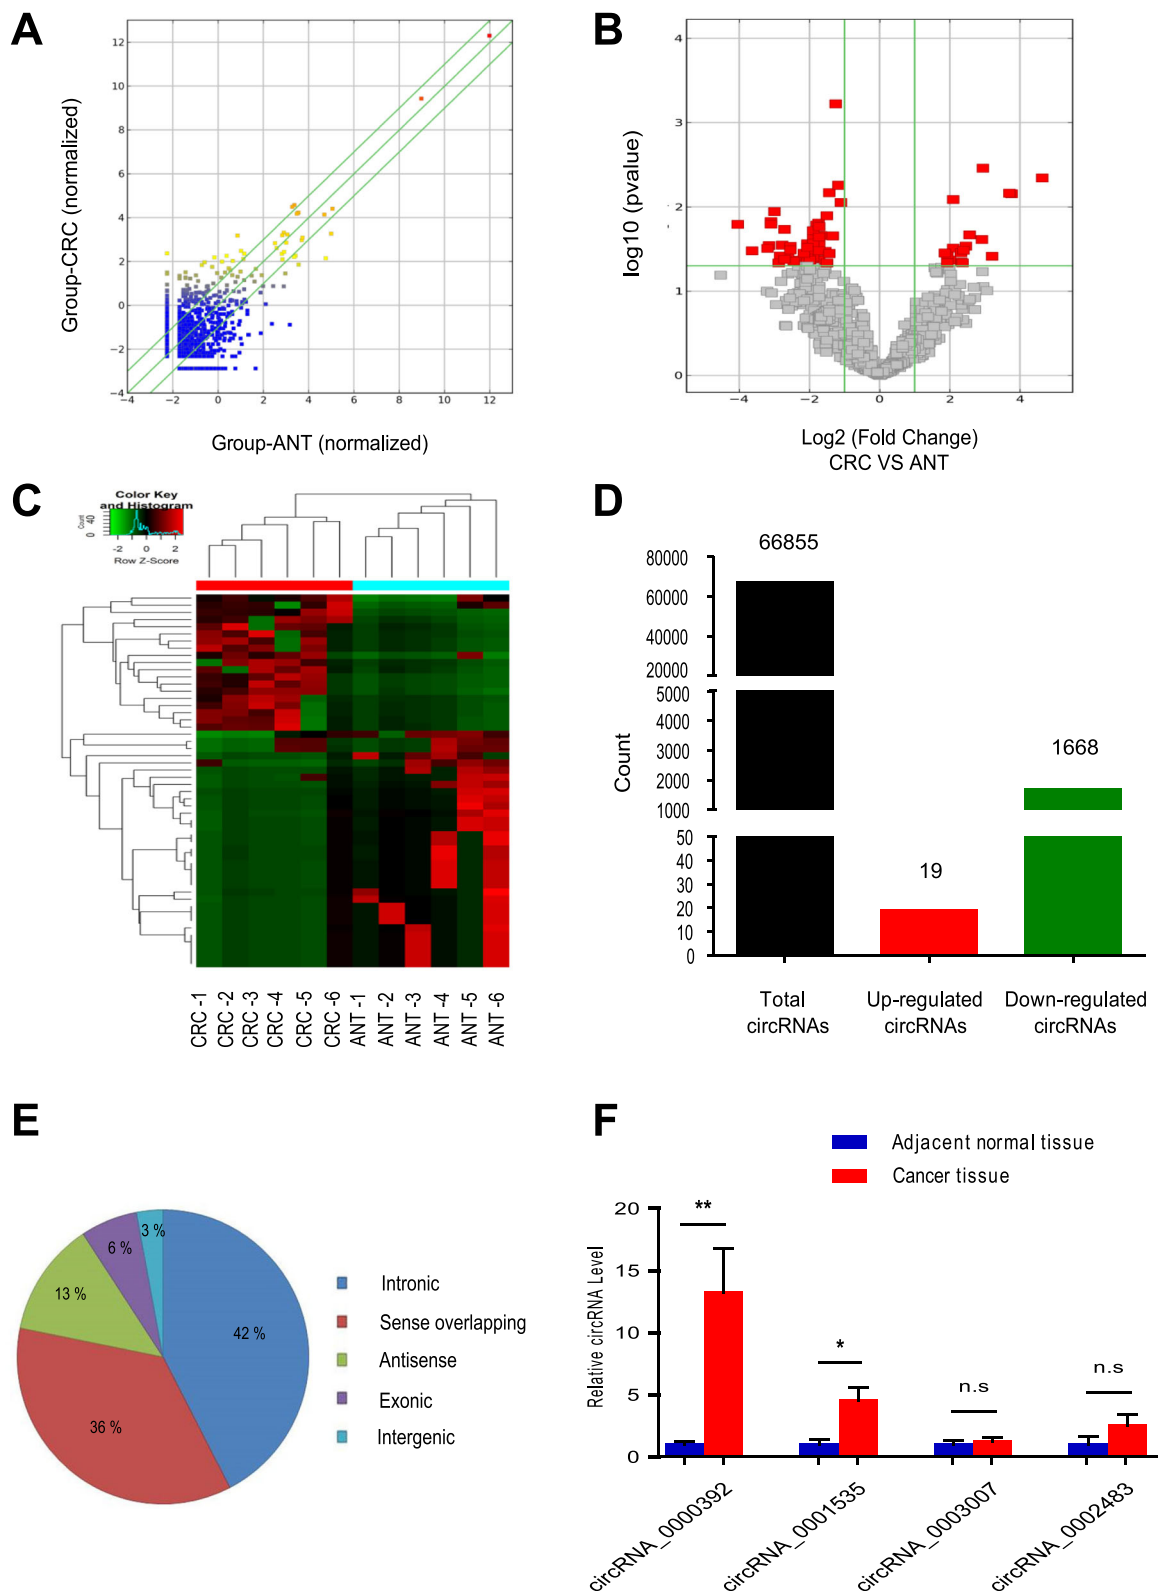 A
Group-CRC (normalized)
12
10
8
6
4
2
0
−2
−4
−4
−2
0
2
4
6
8
10
12
Group-ANT (normalized)
B
log10 (pvalue)
4
3
2
1
0
−4
−2
0
2
4
Log2 (Fold Change)
CRC VS ANT
C
Color Key
and Histogram
Count
0
40
-2
0
2
Row Z-Score
CRC-1
CRC -2
CRC -3
CRC -4
CRC -5
CRC -6
ANT -1
ANT -2
ANT -3
ANT -4
ANT -5
ANT -6
D
Count
80000
60000
40000
20000
5000
4000
3000
2000
1000
50
40
30
20
10
0
66855
19
1668
Total
circRNAs
Up-regulated
circRNAs
Down-regulated
circRNAs
E
3 %
6 %
13 %
42 %
36 %
Intronic
Sense overlapping
Antisense
Exonic
Intergenic
F
Adjacent normal tissue
Cancer tissue
Relative circRNA Level
20
15
10
5
0
**
*
n.s
n.s
circRNA_0000392
circRNA_0001535
circRNA_0003007
circRNA_0002483